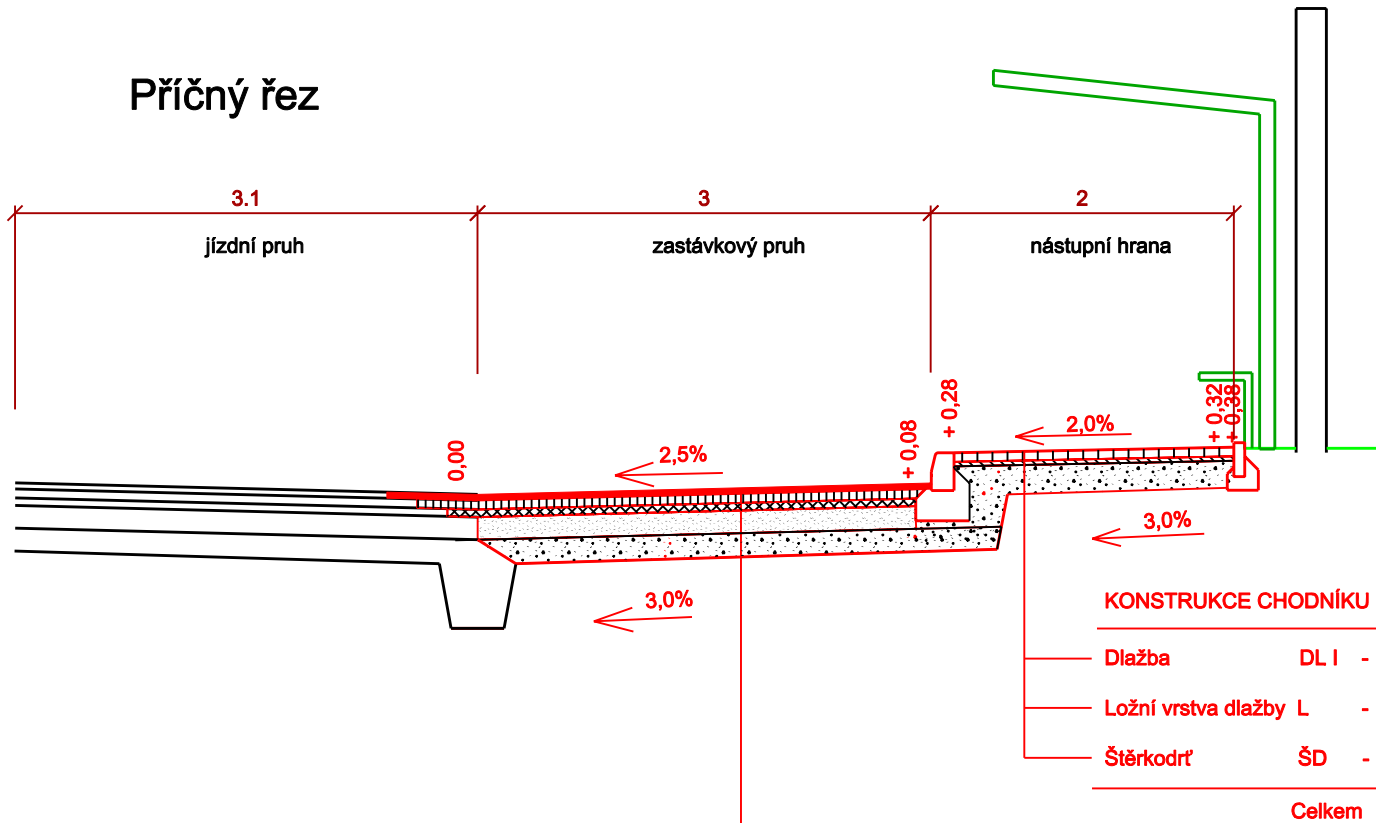 Příčný řez
3.1
3
2
jízdní pruh
zastávkový pruh
nástupní hrana
0,00
+ 0,08
+ 0,28
+ 0,32
+ 0,38
2,5%
2,0%
3,0%
3,0%
KONSTRUKCE CHODNÍKU
Dlažba DL I -
Ložní vrstva dlažby L -
Štěrkodrť ŠD -
Celkem